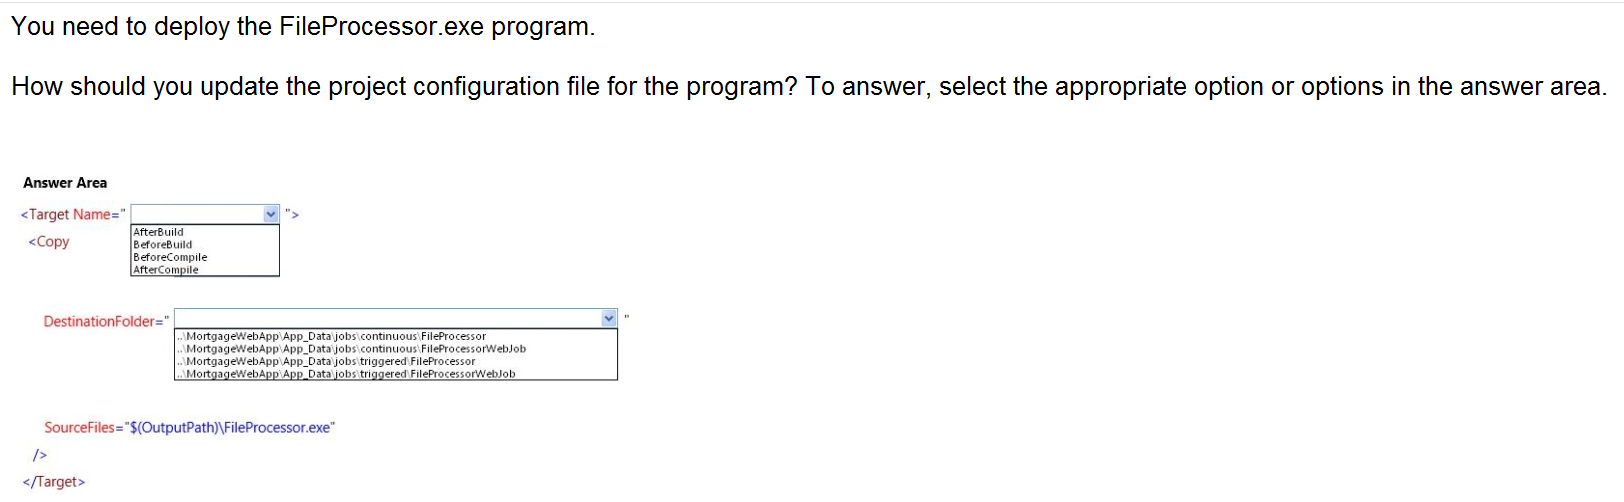 You need to deploy the FileProcessor.exe program.
How should you update the project configuration file for the program? To answer, select the appropriate option or options in the answer area.
Answer Area
<Target Name=" ">
AfterBuild
<Copy
BeforeBuild
BeforeCompile
AfterCompile
DestinationFolder=" "
..\MortgageWebApp\App_Data\jobs\continuous\FileProcessor
..\MortgageWebApp\App_Data\jobs\continuous\FileProcessorWebJob
..\MortgageWebApp\App_Data\jobs\triggered\FileProcessor
..\MortgageWebApp\App_Data\jobs\triggered\FileProcessorWebJob
SourceFiles="$(OutputPath)\FileProcessor.exe"
/>
</Target>